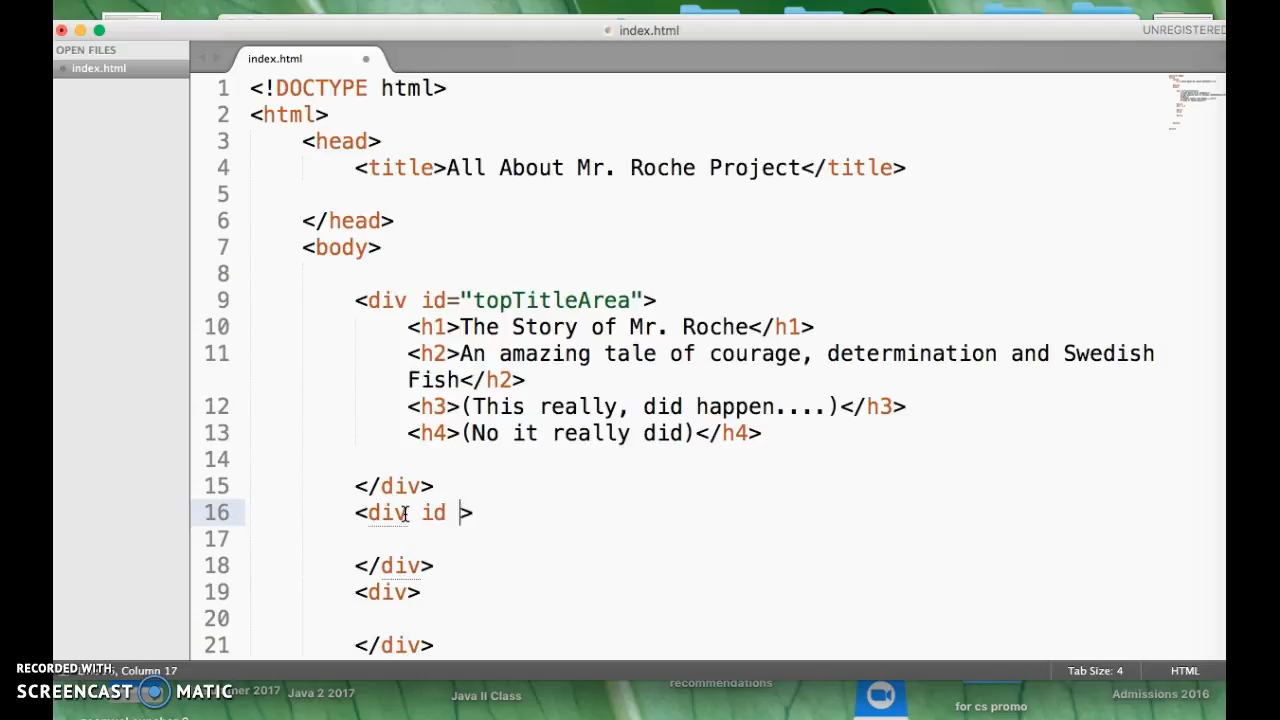 index.html
UNREGISTERED
OPEN FILES
index.html
index.html
1 <!DOCTYPE html>
2 <html>
3 <head>
4 <title>All About Mr. Roche Project</title>
5
6 </head>
7 <body>
8
9 <div id="topTitleArea">
10 <h1>The Story of Mr. Roche</h1>
11 <h2>An amazing tale of courage, determination and Swedish
Fish</h2>
12 <h3>(This really, did happen....)</h3>
13 <h4>(No it really did)</h4>
14
15 </div>
16 <div id >
17
18 </div>
19 <div>
20
21 </div>
RECORDED WITH
SCREENCAST MATIC
Column 17
Tab Size: 4
HTML
2017
Java 2 2017
Java II Class
recommendations
for cs promo
Admissions 2016